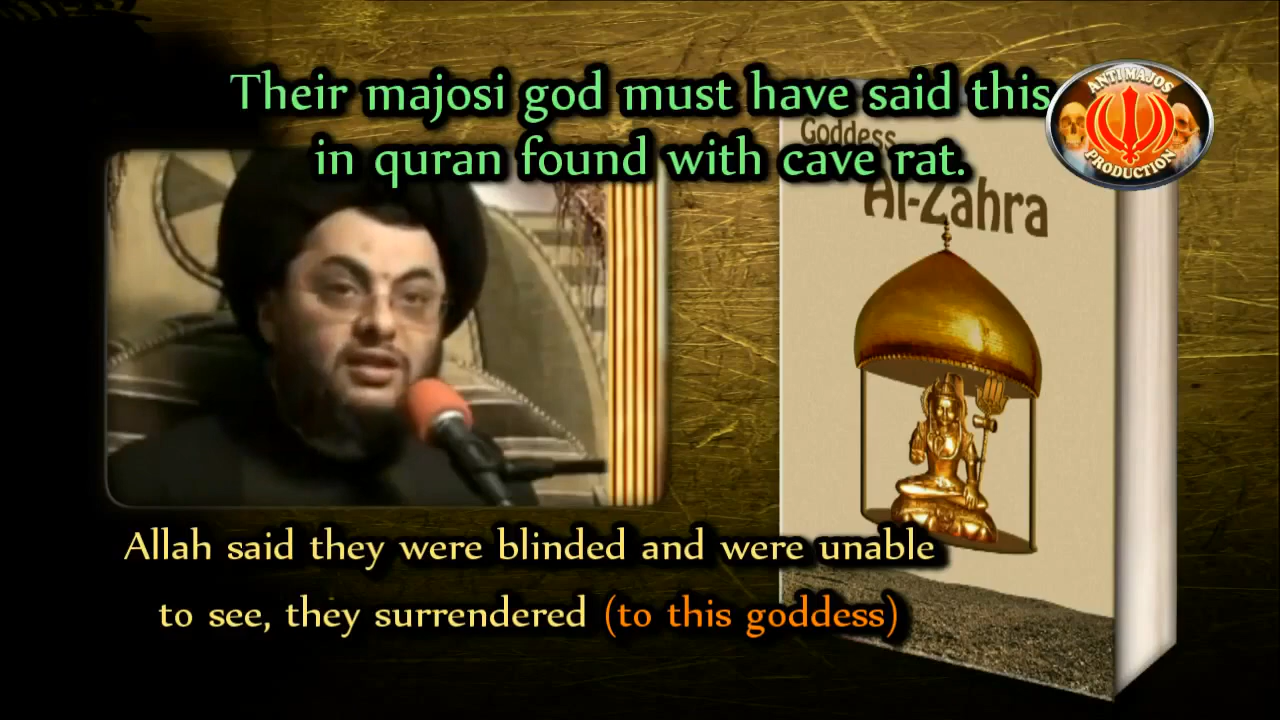 Their majosi god must have said this
in quran found with cave rat.
ANTI MAJOS
PRODUCTION
Goddess
Al-Zahra
Allah said they were blinded and were unable
to see, they surrendered (to this goddess)